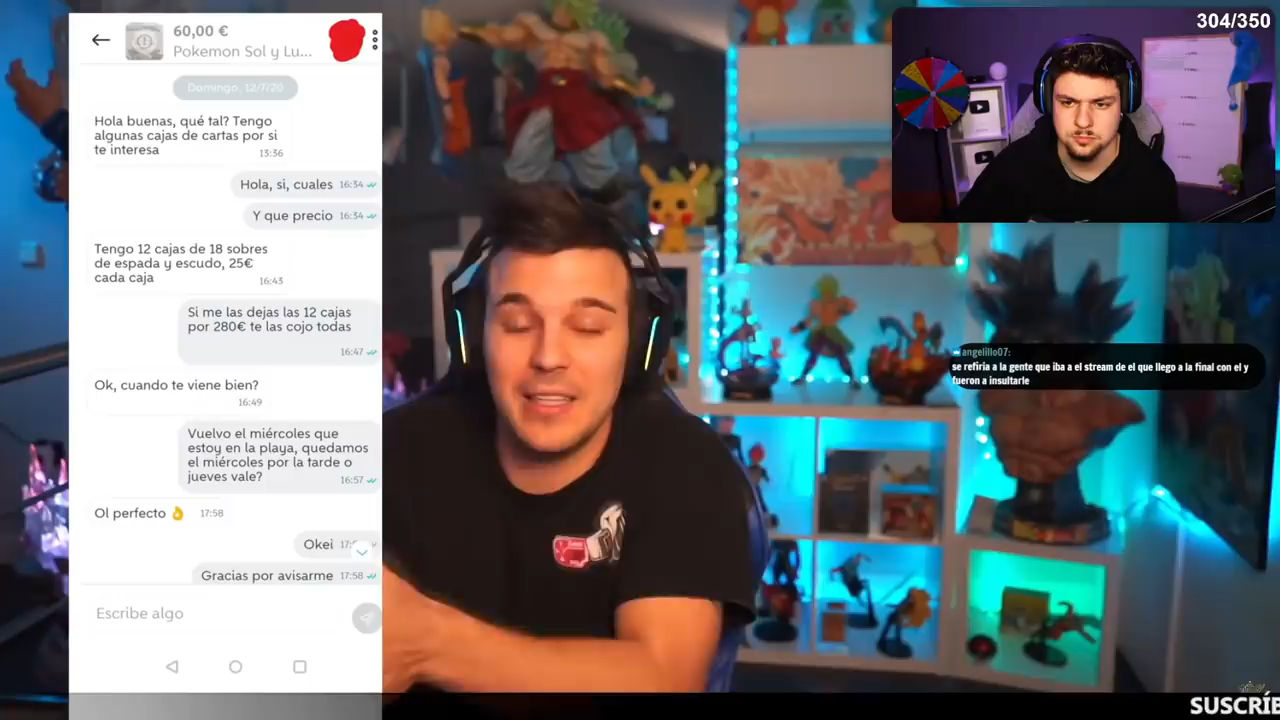 60,00 €
Pokemon Sol y Lu...
Domingo, 12/7/20
Hola buenas, qué tal? Tengo
algunas cajas de cartas por si
te interesa
13:36
Hola, si, cuales 16:34
Y que precio 16:34
Tengo 12 cajas de 18 sobres
de espada y escudo, 25€
cada caja
16:43
Si me las dejas las 12 cajas
por 280€ te las cojo todas
16:47
Ok, cuando te viene bien?
16:49
Vuelvo el miércoles que
estoy en la playa, quedamos
el miércoles por la tarde o
jueves vale?
16:57
Ol perfecto 👌 17:58
Okei
Gracias por avisarme 17:58
Escribe algo
304/350
angelillo07:
se refiria a la gente que iba a el stream de el que llego a la final con el y
fueron a insultarle
SUSCRÍB